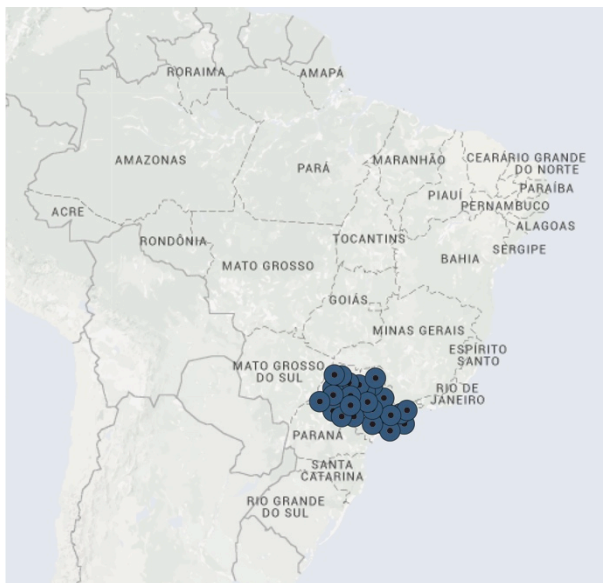 RORAIMA
AMAPÁ
AMAZONAS
PARÁ
MARANHÃO
CEARÁRIO GRANDE
DO NORTE
PARAÍBA
PIAUÍ
PERNAMBUCO
ACRE
ALAGOAS
RONDÔNIA
TOCANTINS
SERGIPE
MATO GROSSO
BAHIA
GOIÁS
MINAS GERAIS
ESPÍRITO
SANTO
MATO GROSSO
DO SUL
RIO DE
JANEIRO
PARANÁ
SANTA
CATARINA
RIO GRANDE
DO SUL